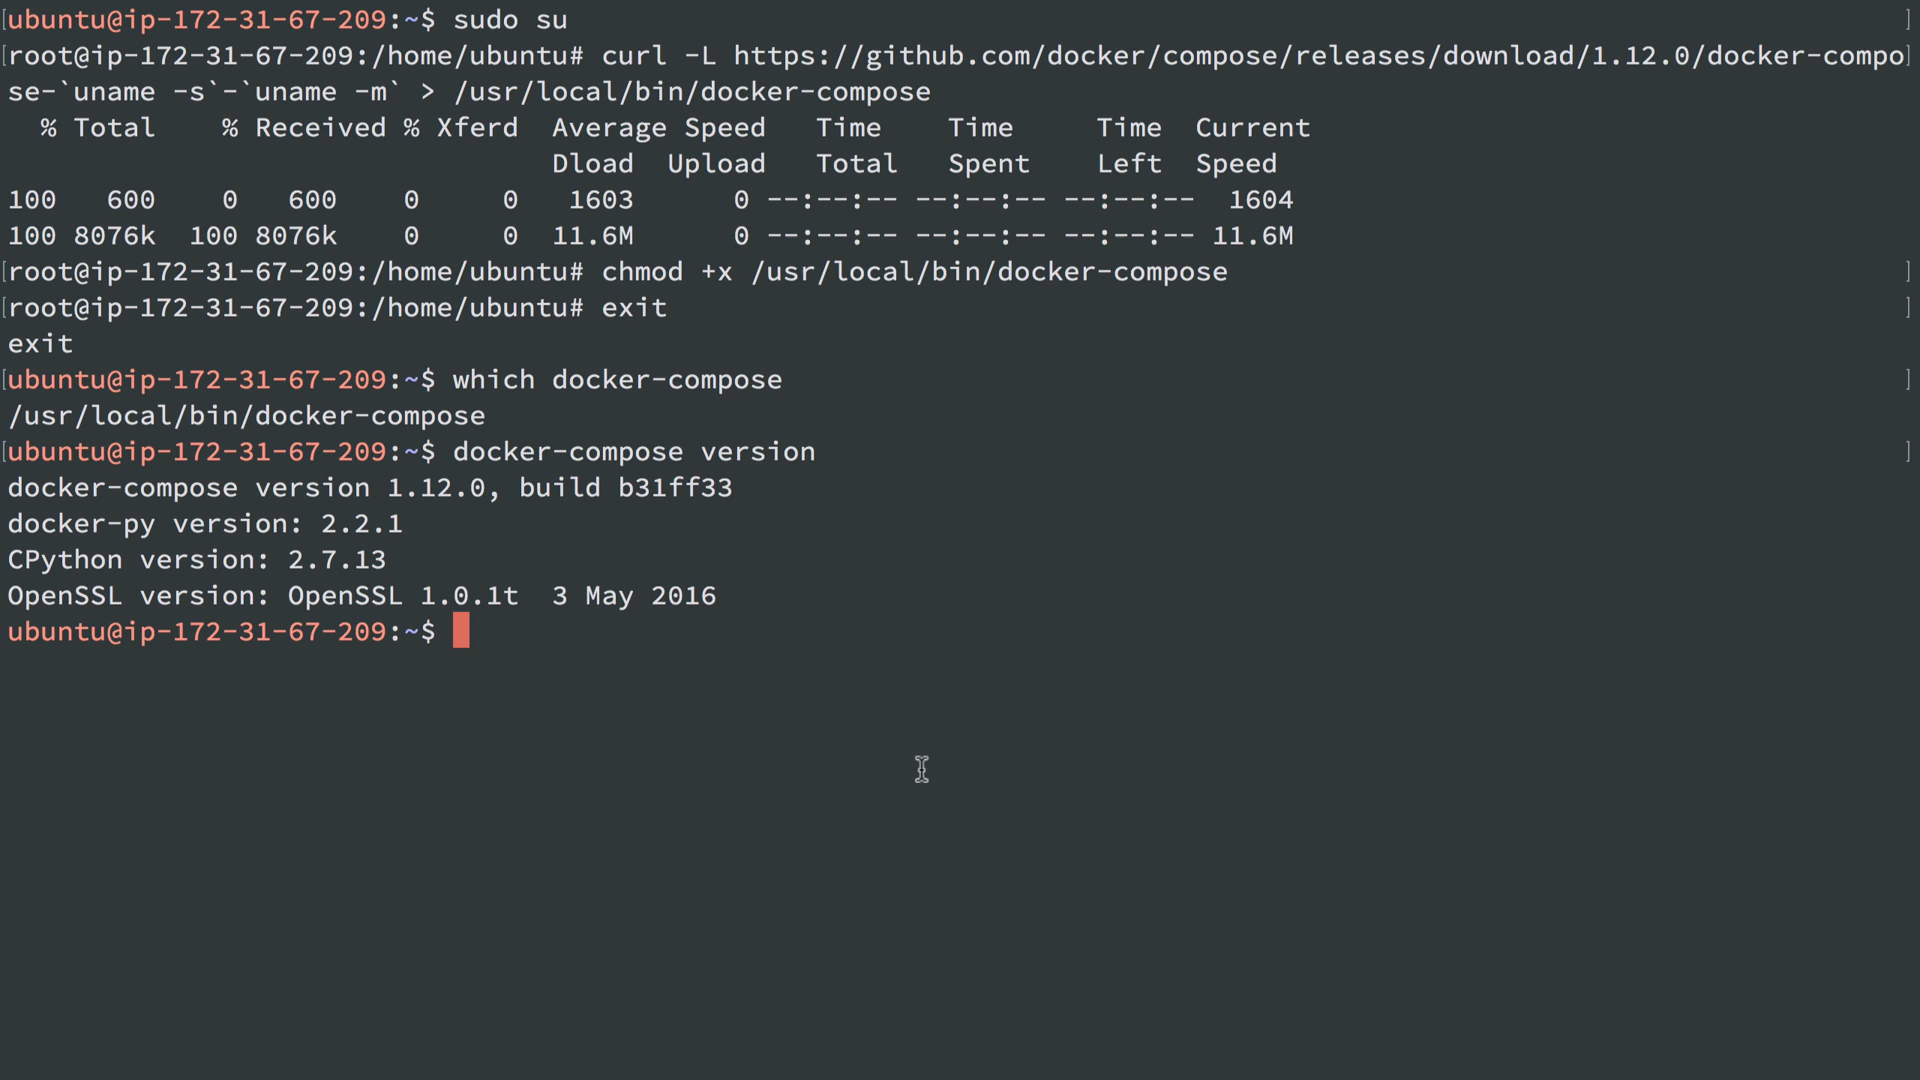 [ubuntu@ip-172-31-67-209:~$ sudo su ]
[root@ip-172-31-67-209:/home/ubuntu# curl -L https://github.com/docker/compose/releases/download/1.12.0/docker-compo]
se-`uname -s`-`uname -m` > /usr/local/bin/docker-compose
% Total % Received % Xferd Average Speed Time Time Time Current
Dload Upload Total Spent Left Speed
100 600 0 600 0 0 1603 0 --:--:-- --:--:-- --:--:-- 1604
100 8076k 100 8076k 0 0 11.6M 0 --:--:-- --:--:-- --:--:-- 11.6M
[root@ip-172-31-67-209:/home/ubuntu# chmod +x /usr/local/bin/docker-compose ]
[root@ip-172-31-67-209:/home/ubuntu# exit ]
exit
[ubuntu@ip-172-31-67-209:~$ which docker-compose ]
/usr/local/bin/docker-compose
[ubuntu@ip-172-31-67-209:~$ docker-compose version ]
docker-compose version 1.12.0, build b31ff33
docker-py version: 2.2.1
CPython version: 2.7.13
OpenSSL version: OpenSSL 1.0.1t 3 May 2016
ubuntu@ip-172-31-67-209:~$